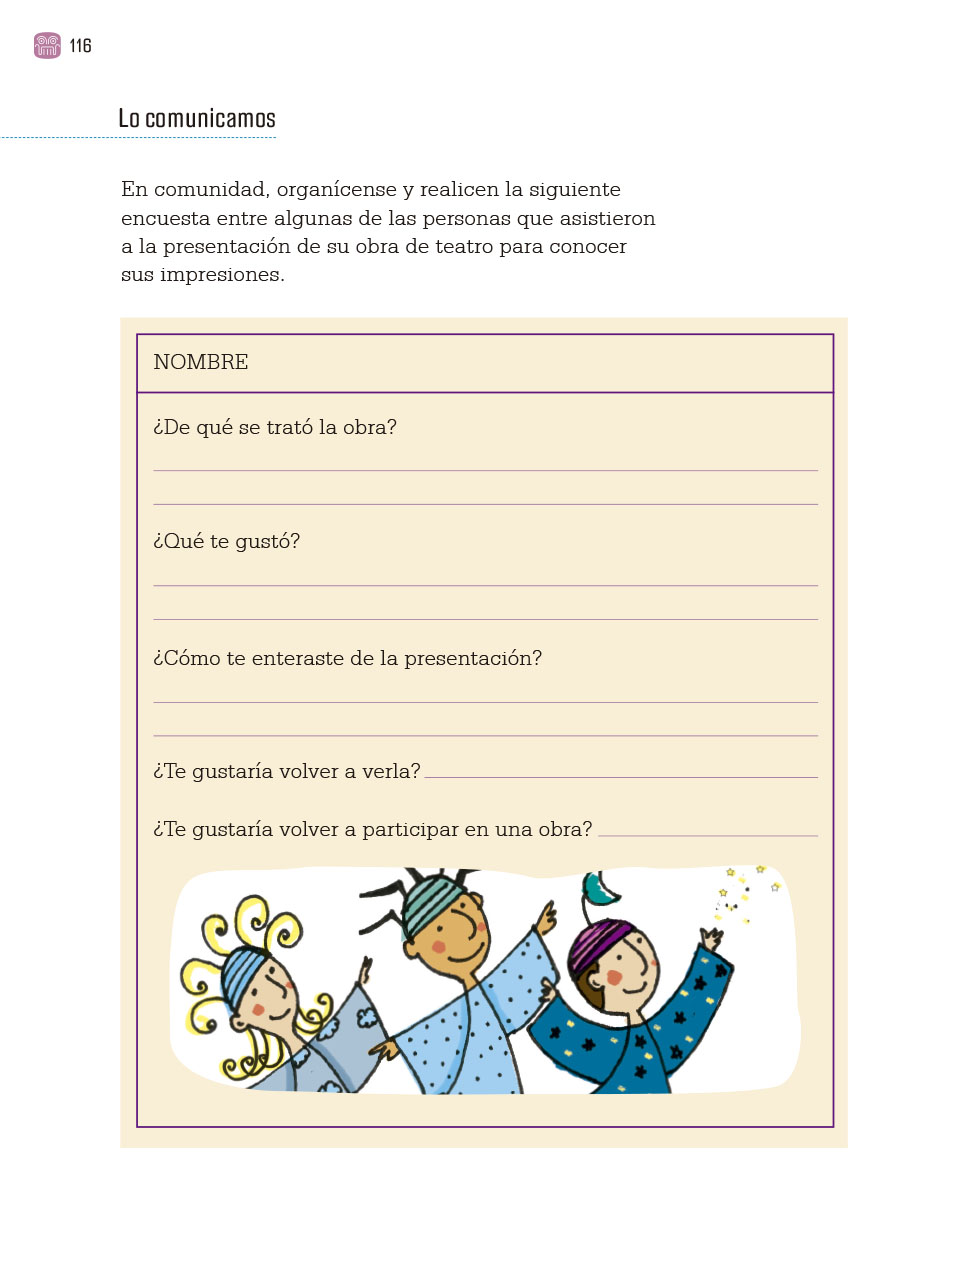 116
Lo comunicamos
En comunidad, organícense y realicen la siguiente
encuesta entre algunas de las personas que asistieron
a la presentación de su obra de teatro para conocer
sus impresiones.
NOMBRE
¿De qué se trató la obra?
¿Qué te gustó?
¿Cómo te enteraste de la presentación?
¿Te gustaría volver a verla?
¿Te gustaría volver a participar en una obra?